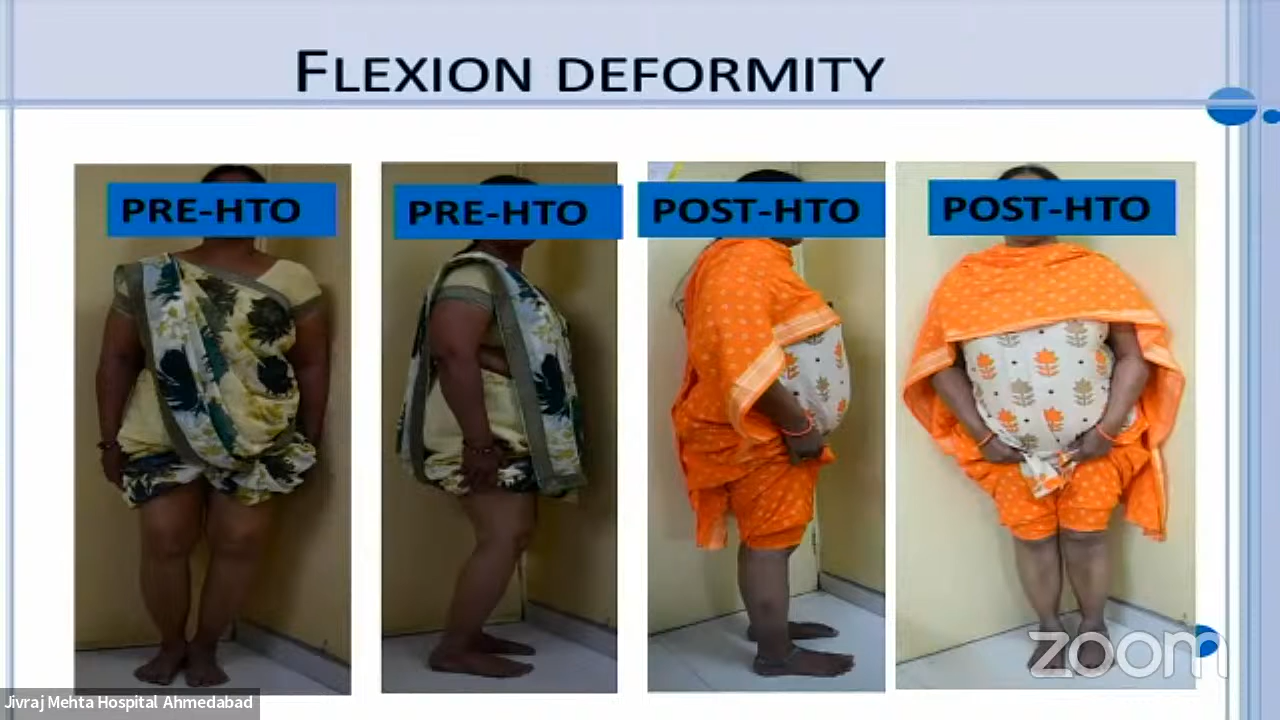 FLEXION DEFORMITY
PRE-HTO
PRE-HTO
POST-HTO
POST-HTO
zoom
Jivraj Mehta Hospital Ahmedabad